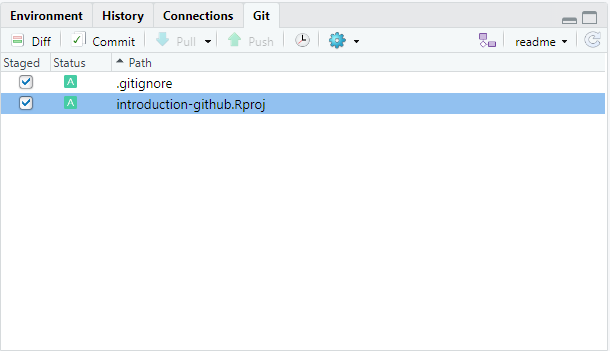 Environment History Connections Git
Diff Commit Pull Push readme
Staged Status Path
A .gitignore
A introduction-github.Rproj